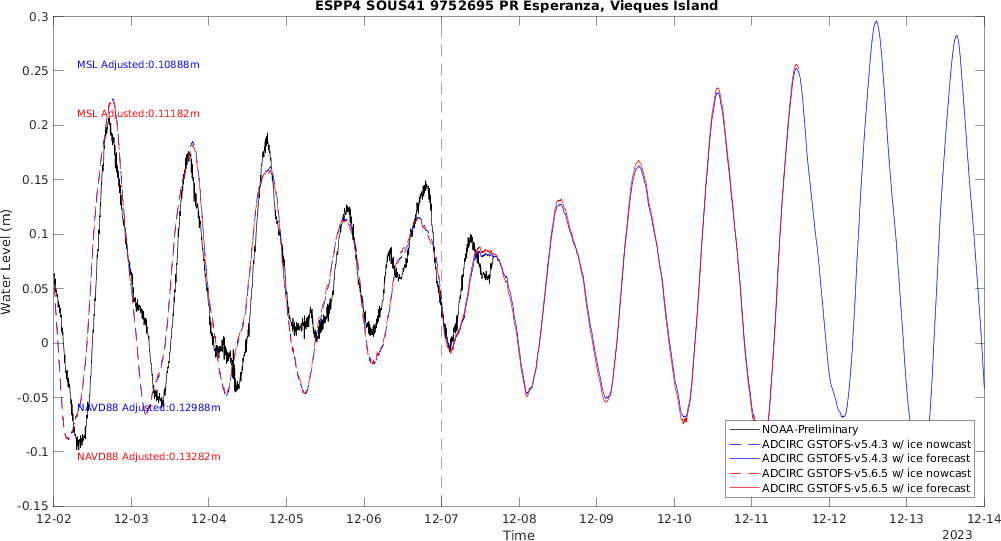 ESPP4 SOUS41 9752695 PR Esperanza, Vieques Island
0.3
0.25
0.2
0.15
0.1
0.05
0
-0.05
-0.1
-0.15
Water Level (m)
MSL Adjusted:0.10888m
MSL Adjusted:0.11182m
NAVD88 Adjusted:0.12988m
NAVD88 Adjusted:0.13282m
NOAA-Preliminary
ADCIRC GSTOFS-v5.4.3 w/ ice nowcast
ADCIRC GSTOFS-v5.4.3 w/ ice forecast
ADCIRC GSTOFS-v5.6.5 w/ ice nowcast
ADCIRC GSTOFS-v5.6.5 w/ ice forecast
12-02 12-03 12-04 12-05 12-06 12-07 12-08 12-09 12-10 12-11 12-12 12-13 12-14
Time
2023